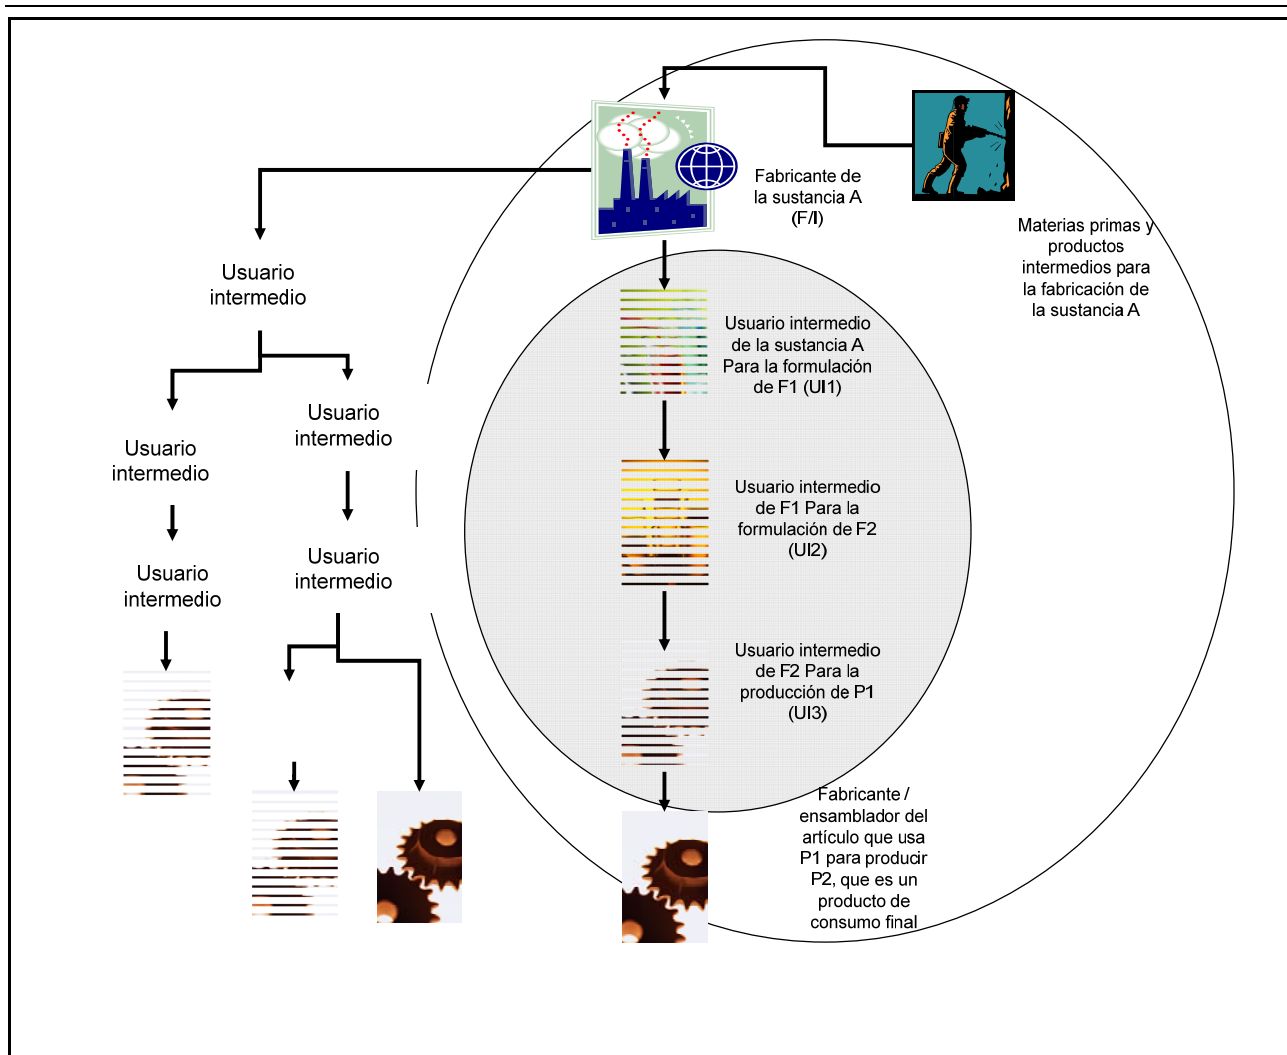 Fabricante de
la sustancia A
(F/I)
Materias primas y
productos
intermedios para
la fabricación de
la sustancia A
Usuario
intermedio
Usuario intermedio
de la sustancia A
Para la formulación
de F1 (UI1)
Usuario
intermedio
Usuario
intermedio
Usuario intermedio
de F1 Para la
formulación de F2
(UI2)
Usuario
intermedio
Usuario
intermedio
Usuario intermedio
de F2 Para la
producción de P1
(UI3)
Fabricante /
ensamblador del
artículo que usa
P1 para producir
P2, que es un
producto de
consumo final